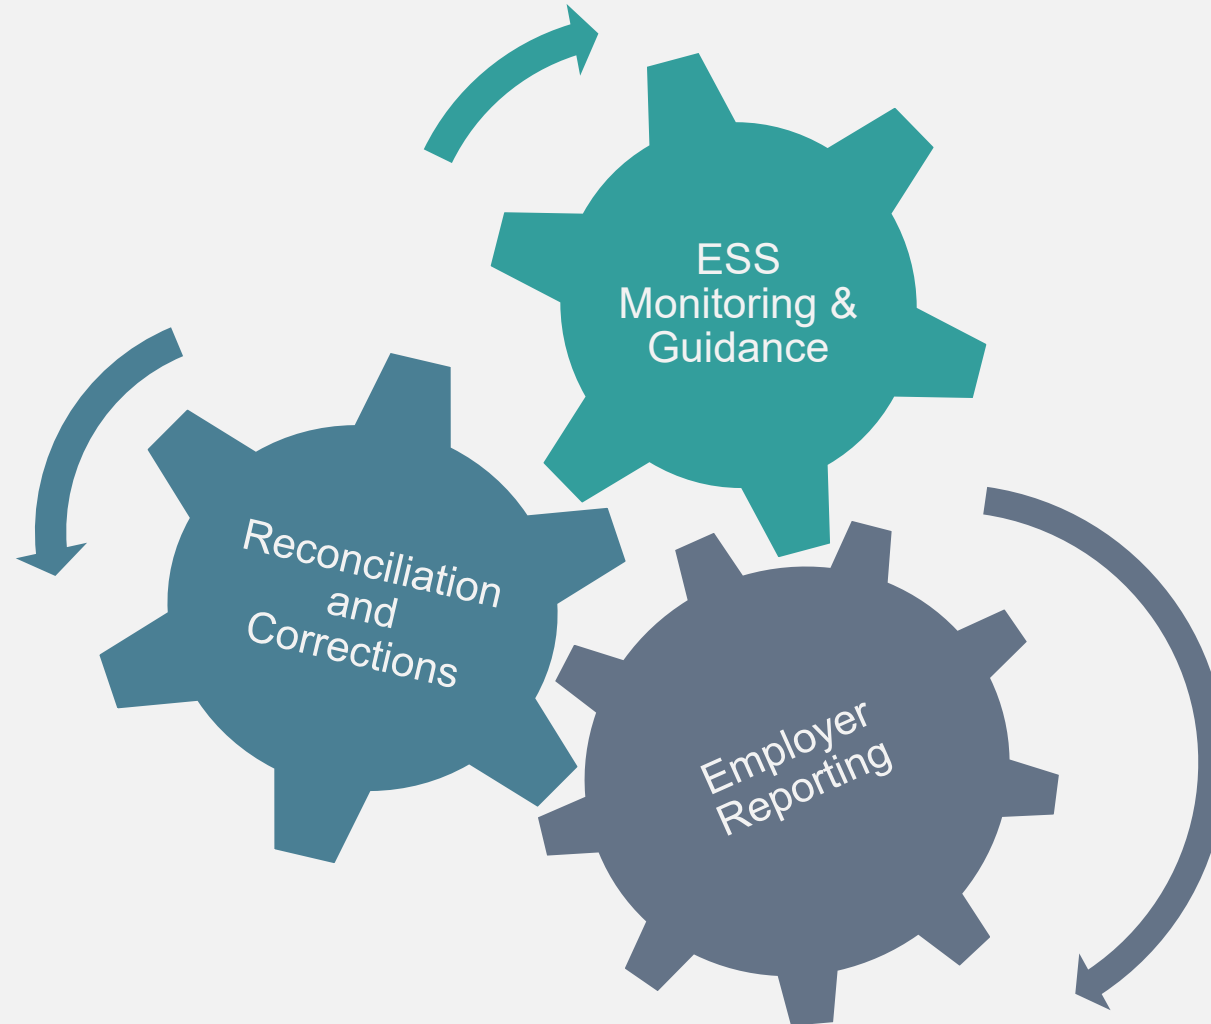 ESS
Monitoring &
Guidance
Reconciliation
and
Corrections
Employer
Reporting